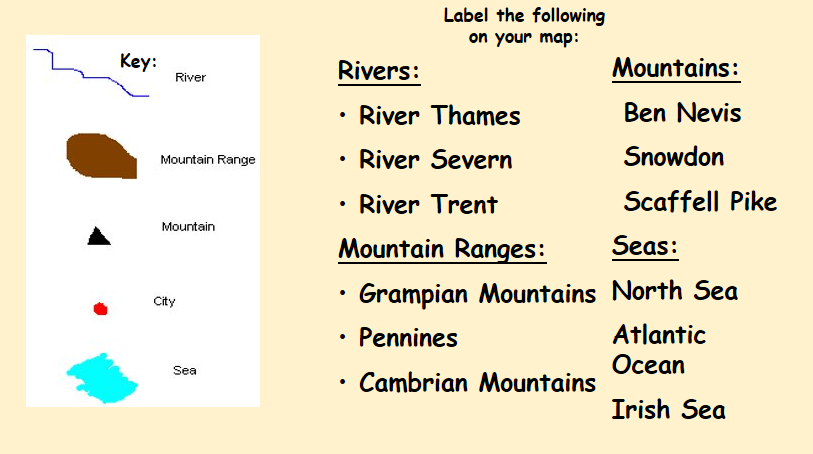 Label the following
on your map:
Key:
River
Mountain Range
Mountain
City
Sea
Rivers:
• River Thames
• River Severn
• River Trent
Mountain Ranges:
• Grampian Mountains
• Pennines
• Cambrian Mountains
Mountains:
Ben Nevis
Snowdon
Scaffell Pike
Seas:
North Sea
Atlantic
Ocean
Irish Sea